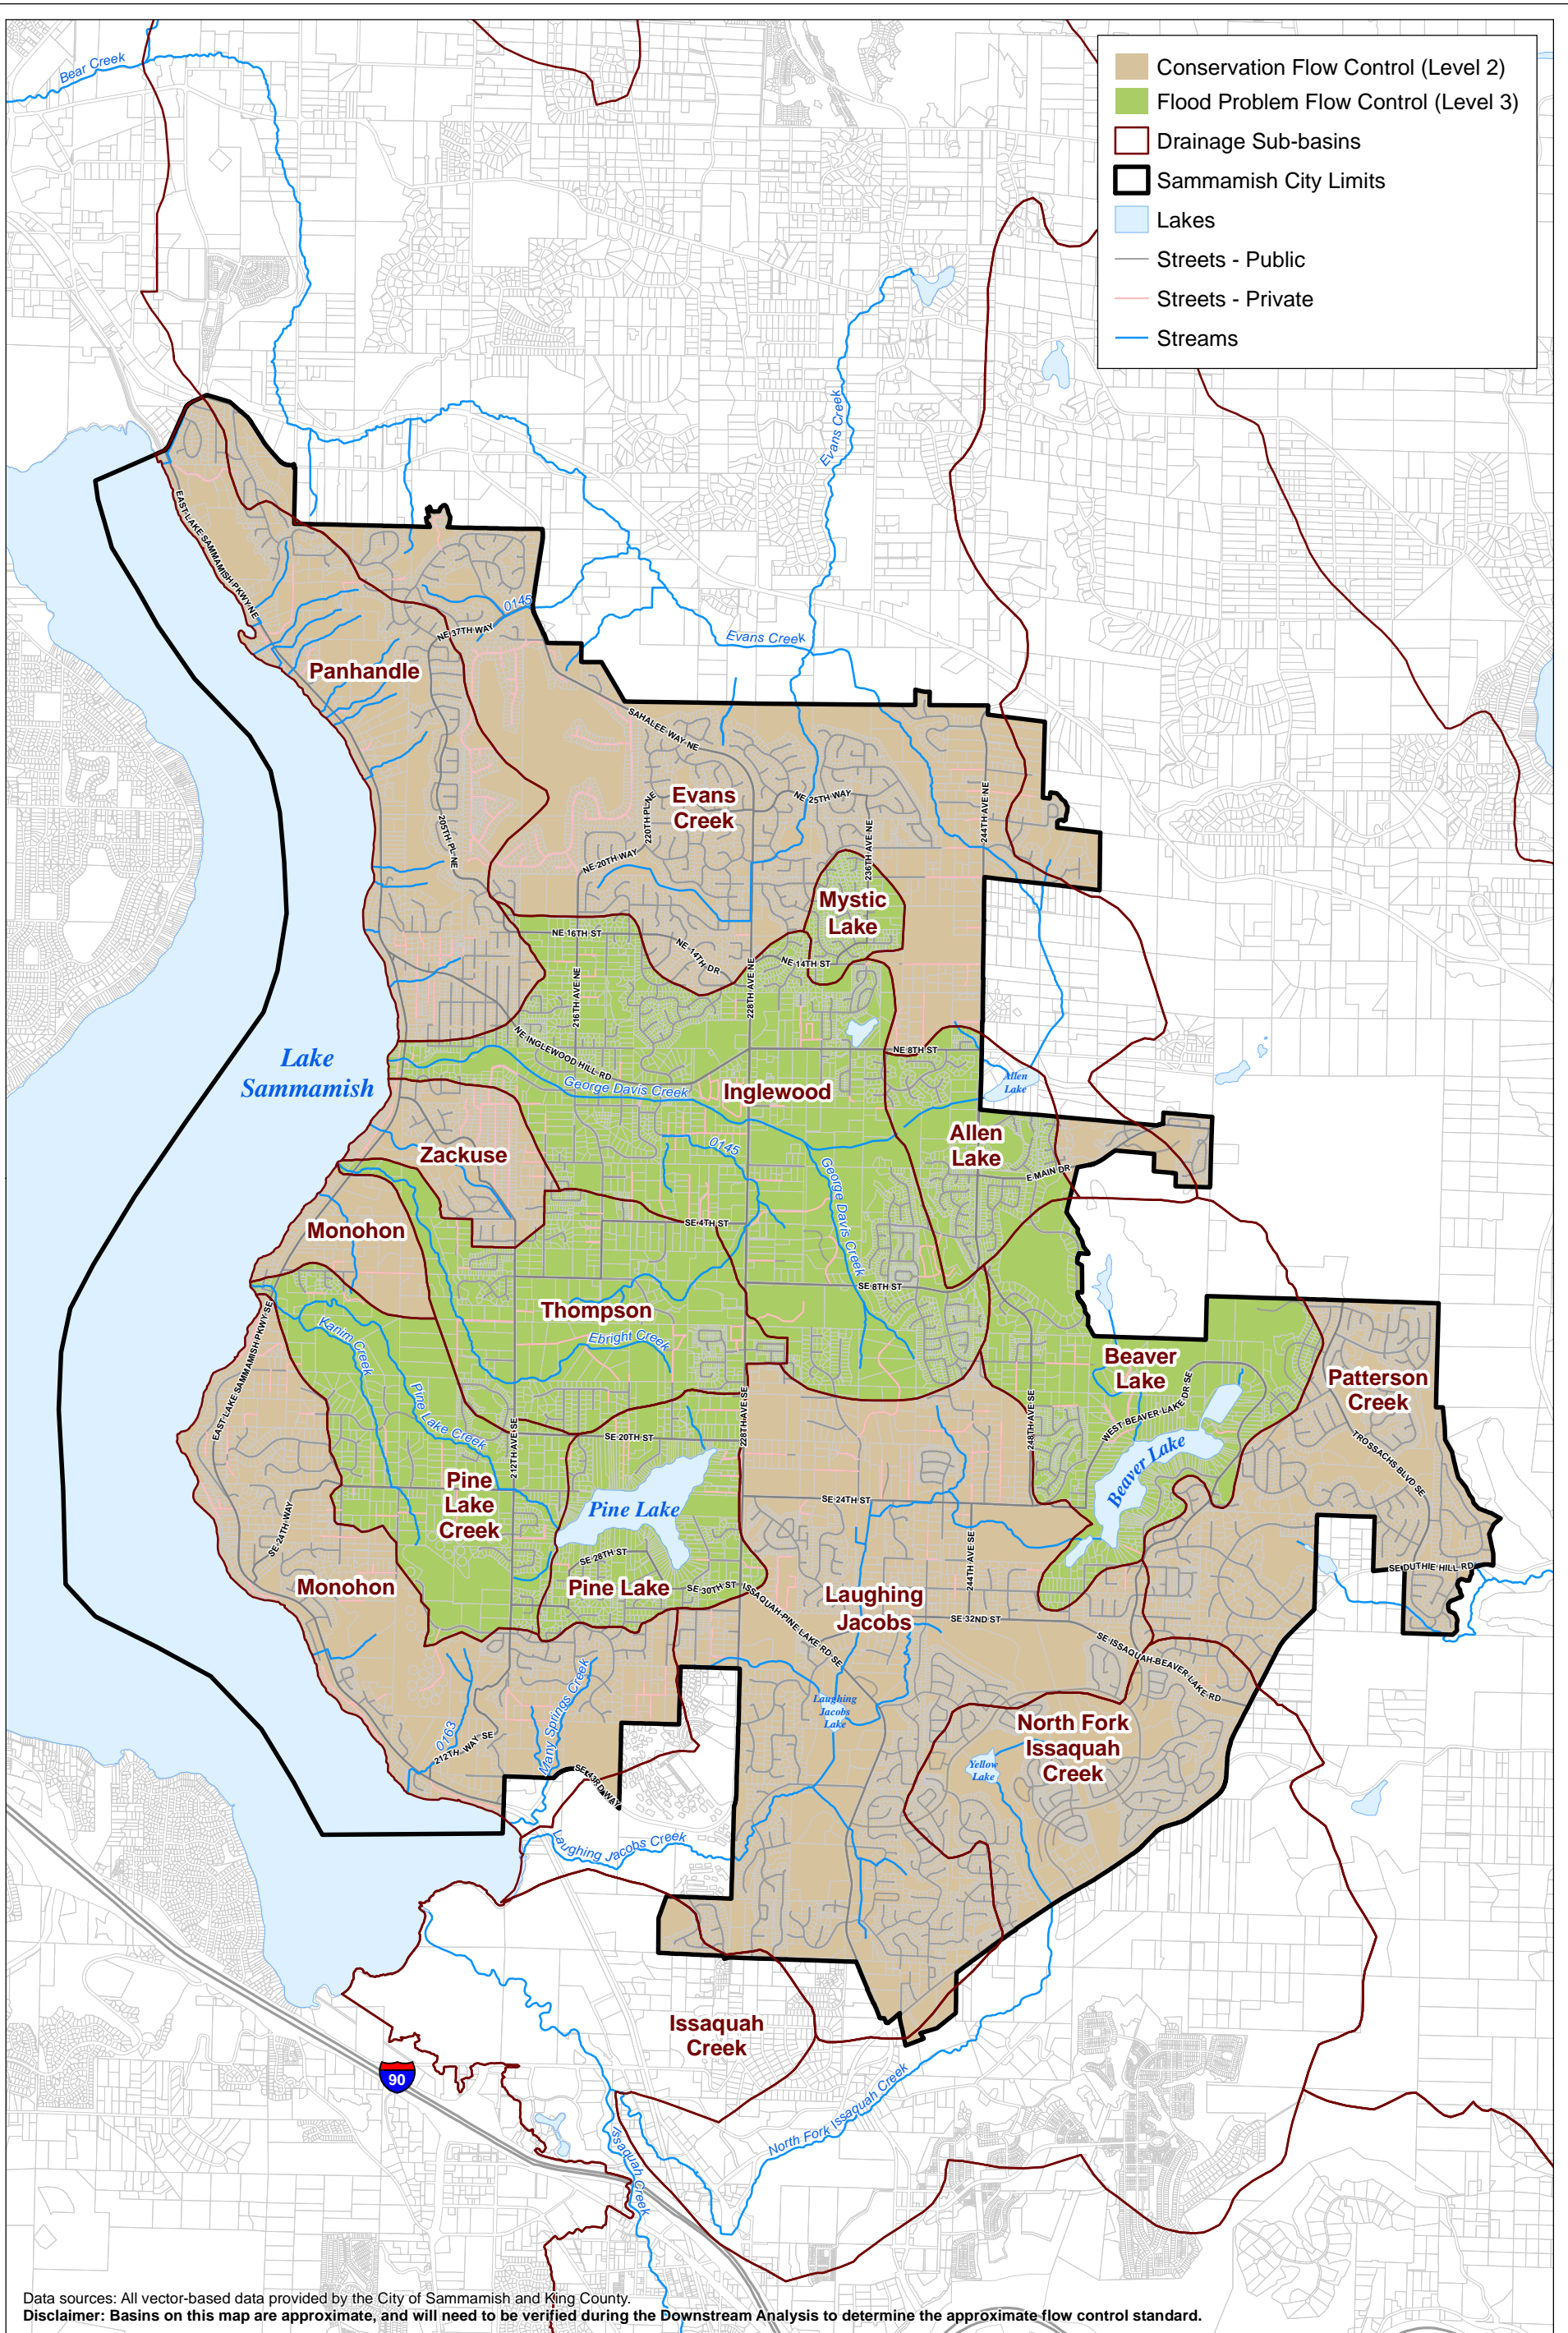 Bear Creek
Conservation Flow Control (Level 2)
Flood Problem Flow Control (Level 3)
Drainage Sub-basins
Sammamish City Limits
Lakes
Streets - Public
Streets - Private
Streams
Evans Creek
EAST LAKE SAMMAMISH PKWY NE
0145
NE 37TH WAY
Evans Creek
Panhandle
SAHALEE WAY NE
Evans
Creek
NE 25TH WAY
220TH PL NE
205TH PL NE
236TH AVE NE
244TH AVE NE
NE 20TH WAY
Mystic
Lake
NE 16TH ST
NE 14TH DR
NE 14TH ST
216TH AVE NE
228TH AVE NE
NE INGLEWOOD HILL RD
NE 8TH ST
Lake
Sammamish
George Davis Creek
Inglewood
Allen
Lake
Allen
Lake
Zackuse
0145
George Davis Creek
E MAIN DR
Monohon
SE 4TH ST
SE 8TH ST
Thompson
Ebright Creek
Kanim Creek
EAST LAKE SAMMAMISH PKWY SE
Pine Lake Creek
Beaver
Lake
Patterson
Creek
WEST BEAVER LAKE DR SE
Beaver Lake
TROSSACHS BLVD SE
212TH AVE SE
228TH AVE SE
248TH AVE SE
SE 20TH ST
Pine
Lake
Creek
Pine Lake
SE 24TH ST
SE 24TH WAY
244TH AVE SE
SE 28TH ST
SE DUTHIE HILL RD
Monohon
Pine Lake
SE 30TH ST
ISSAQUAH-PINE LAKE RD SE
Laughing
Jacobs
SE 32ND ST
SE ISSAQUAH-BEAVER LAKE RD
Laughing
Jacobs
Lake
North Fork
Issaquah
Creek
Yellow
Lake
0163
212TH WAY SE
Many Springs Creek
SE 43RD WAY
Laughing Jacobs Creek
Issaquah
Creek
90
North Fork Issaquah Creek
Issaquah Creek
Data sources: All vector-based data provided by the City of Sammamish and King County.
Disclaimer: Basins on this map are approximate, and will need to be verified during the Downstream Analysis to determine the approximate flow control standard.